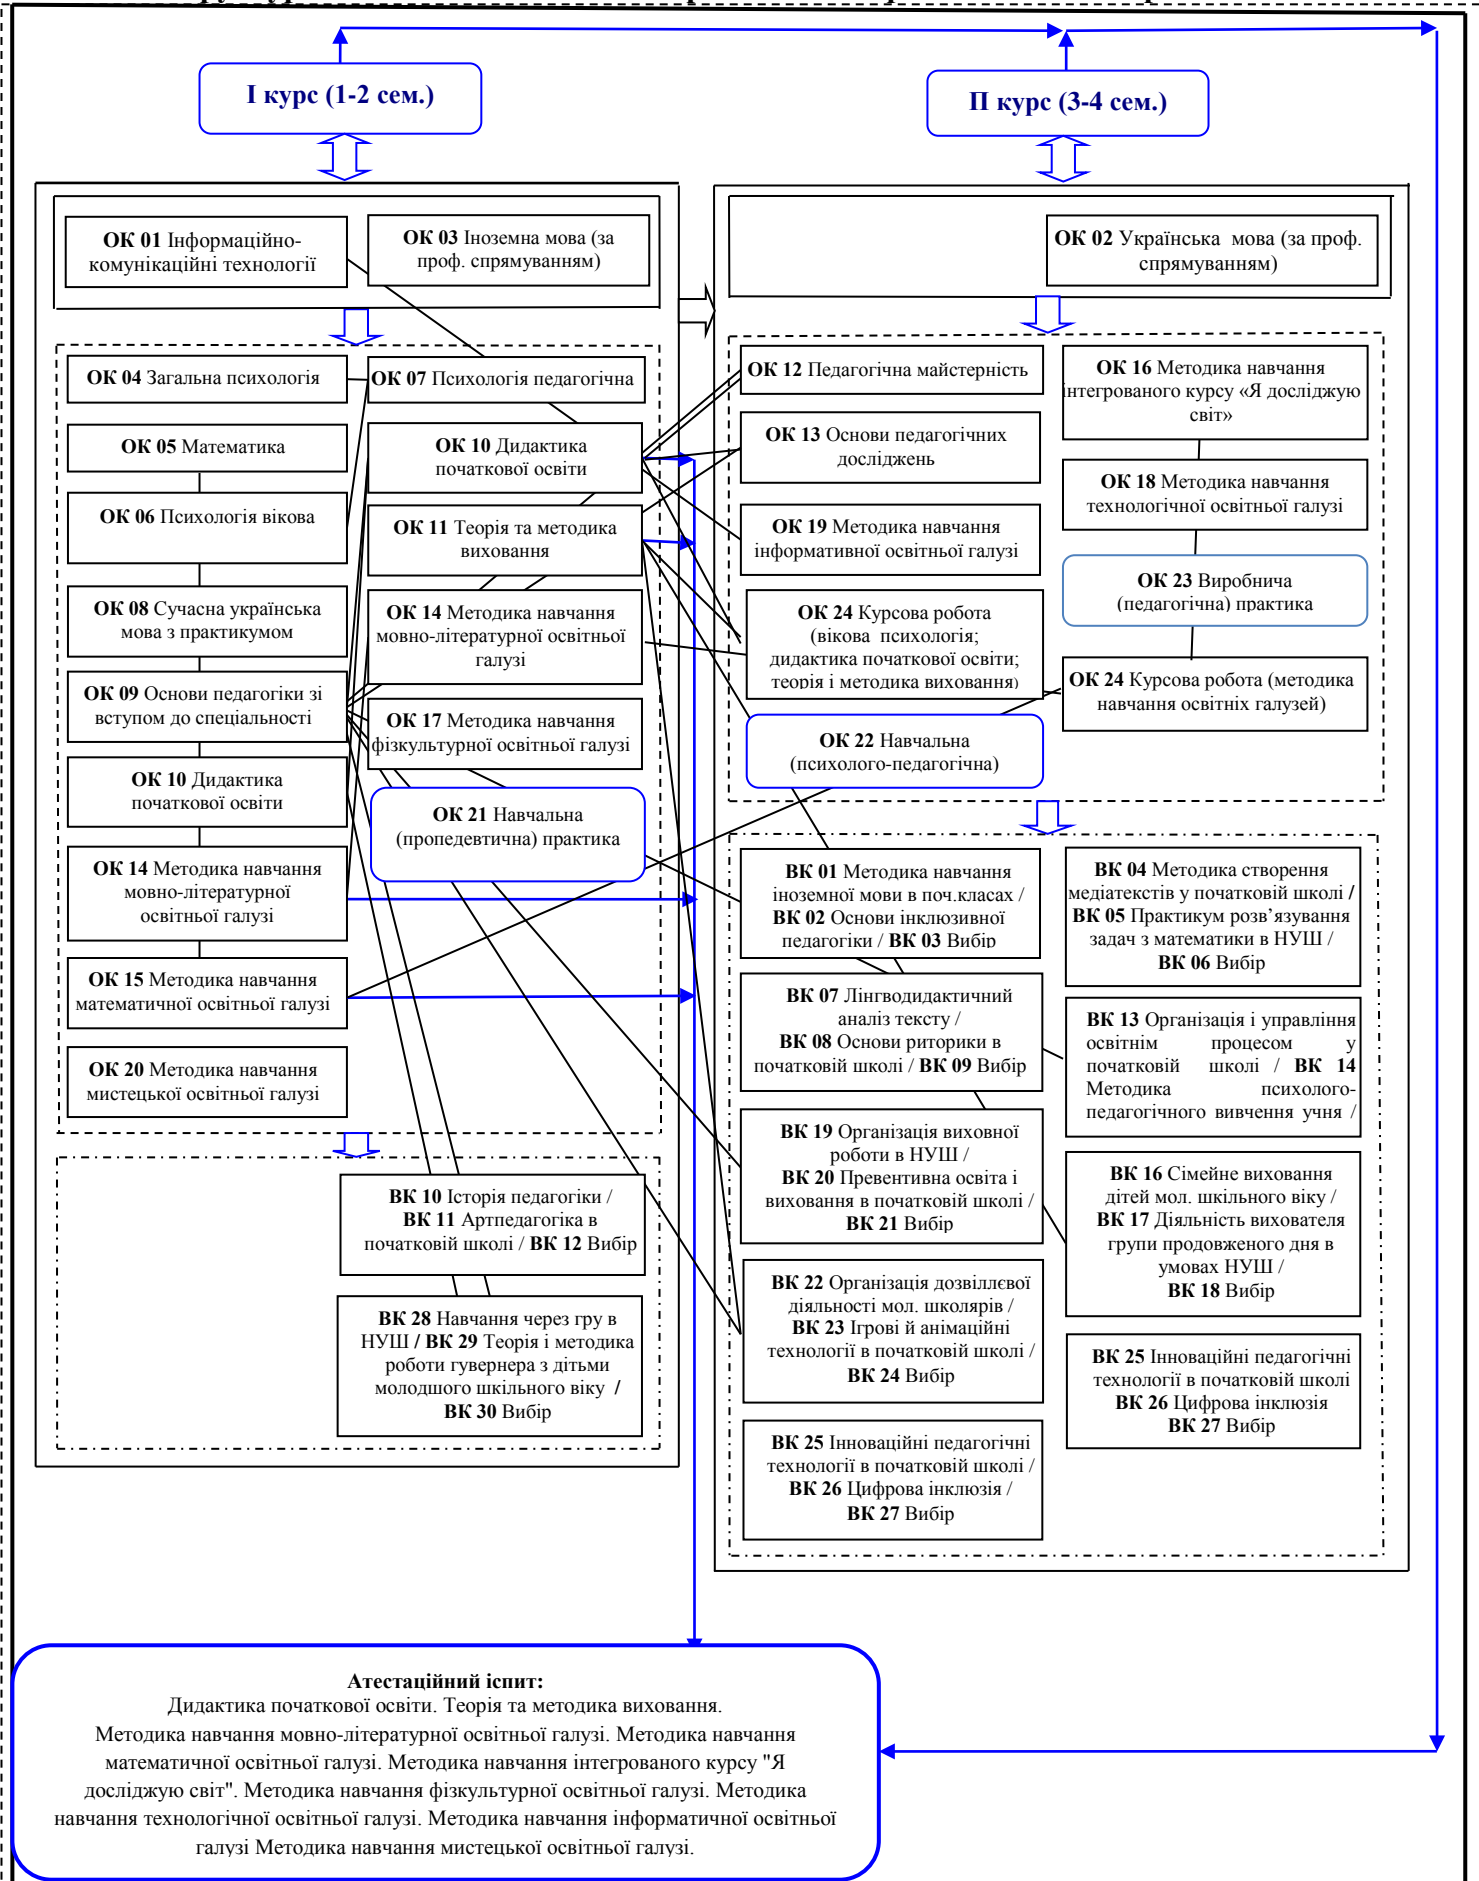 І курс (1-2 сем.)
ІІ курс (3-4 сем.)
ОК 01 Інформаційно-
комунікаційні технології
ОК 03 Іноземна мова (за
проф. спрямуванням)
ОК 04 Загальна психологія
ОК 05 Математика
ОК 06 Психологія вікова
ОК 08 Сучасна українська
мова з практикумом
ОК 09 Основи педагогіки зі
вступом до спеціальності
ОК 10 Дидактика
початкової освіти
ОК 14 Методика навчання
мовно-літературної
освітньої галузі
ОК 15 Методика навчання
математичної освітньої галузі
ОК 20 Методика навчання
мистецької освітньої галузі
ОК 07 Психологія педагогічна
ОК 10 Дидактика
початкової освіти
ОК 11 Теорія та методика
виховання
ОК 14 Методика навчання
мовно-літературної освітньої
галузі
ОК 17 Методика навчання
фізкультурної освітньої галузі
ОК 21 Навчальна
(пропедевтична) практика
ВК 10 Історія педагогіки /
ВК 11 Артпедагогіка в
початковій школі / ВК 12 Вибір
ВК 28 Навчання через гру в
НУШ / ВК 29 Теорія і методика
роботи гувернера з дітьми
молодшого шкільного віку /
ВК 30 Вибір
ОК 02 Українська мова (за проф.
спрямуванням)
ОК 12 Педагогічна майстерність
ОК 13 Основи педагогічних
досліджень
ОК 19 Методика навчання
інформативної освітньої галузі
ОК 24 Курсова робота
(вікова психологія;
дидактика початкової освіти;
теорія і методика виховання)
ОК 22 Навчальна
(психолого-педагогічна)
ОК 16 Методика навчання
інтегрованого курсу «Я досліджую
світ»
ОК 18 Методика навчання
технологічної освітньої галузі
ОК 23 Виробнича
(педагогічна) практика
ОК 24 Курсова робота (методика
навчання освітніх галузей)
ВК 01 Методика навчання
іноземної мови в поч.класах /
ВК 02 Основи інклюзивної
педагогіки / ВК 03 Вибір
ВК 07 Лінгводидактичний
аналіз тексту /
ВК 08 Основи риторики в
початковій школі / ВК 09 Вибір
ВК 19 Організація виховної
роботи в НУШ /
ВК 20 Превентивна освіта і
виховання в початковій школі /
ВК 21 Вибір
ВК 22 Організація дозвіллєвої
діяльності мол. школярів /
ВК 23 Ігрові й анімаційні
технології в початковій школі /
ВК 24 Вибір
ВК 25 Інноваційні педагогічні
технології в початковій школі /
ВК 26 Цифрова інклюзія /
ВК 27 Вибір
ВК 04 Методика створення
медіатекстів у початковій школі /
ВК 05 Практикум розв’язування
задач з математики в НУШ /
ВК 06 Вибір
ВК 13 Організація і управління
освітнім процесом у
початковій школі / ВК 14
Методика психолого-
педагогічного вивчення учня /
ВК 16 Сімейне виховання
дітей мол. шкільного віку /
ВК 17 Діяльність вихователя
групи продовженого дня в
умовах НУШ /
ВК 18 Вибір
ВК 25 Інноваційні педагогічні
технології в початковій школі
ВК 26 Цифрова інклюзія
ВК 27 Вибір
Атестаційний іспит:
Дидактика початкової освіти. Теорія та методика виховання.
Методика навчання мовно-літературної освітньої галузі. Методика навчання
математичної освітньої галузі. Методика навчання інтегрованого курсу "Я
досліджую світ". Методика навчання фізкультурної освітньої галузі. Методика
навчання технологічної освітньої галузі. Методика навчання інформатичної освітньої
галузі Методика навчання мистецької освітньої галузі.